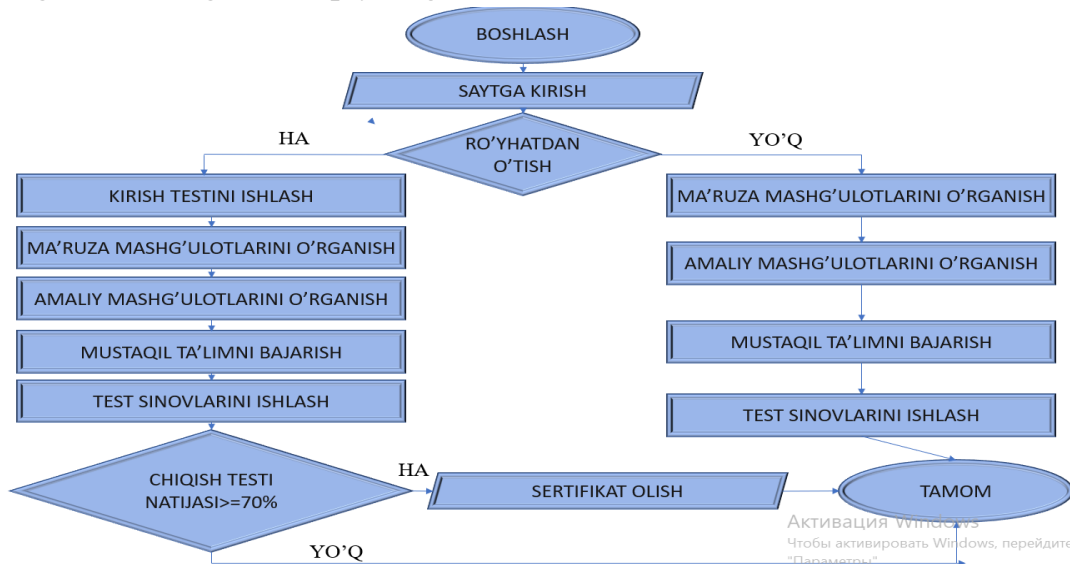 BOSHLASH
SAYTGA KIRISH
RO’YHATDAN
O’TISH
HA
YO’Q
KIRISH TESTINI ISHLASH
MA’RUZA MASHG’ULOTLARINI O’RGANISH
AMALIY MASHG’ULOTLARINI O’RGANISH
MUSTAQIL TA’LIMNI BAJARISH
TEST SINOVLARINI ISHLASH
CHIQISH TESTI
NATIJASI>=70%
HA
SERTIFIKAT OLISH
YO’Q
MA’RUZA MASHG’ULOTLARINI O’RGANISH
AMALIY MASHG’ULOTLARINI O’RGANISH
MUSTAQIL TA’LIMNI BAJARISH
TEST SINOVLARINI ISHLASH
TAMOM
Активация Windows
Чтобы активировать Windows, перейдите
"Параметры"